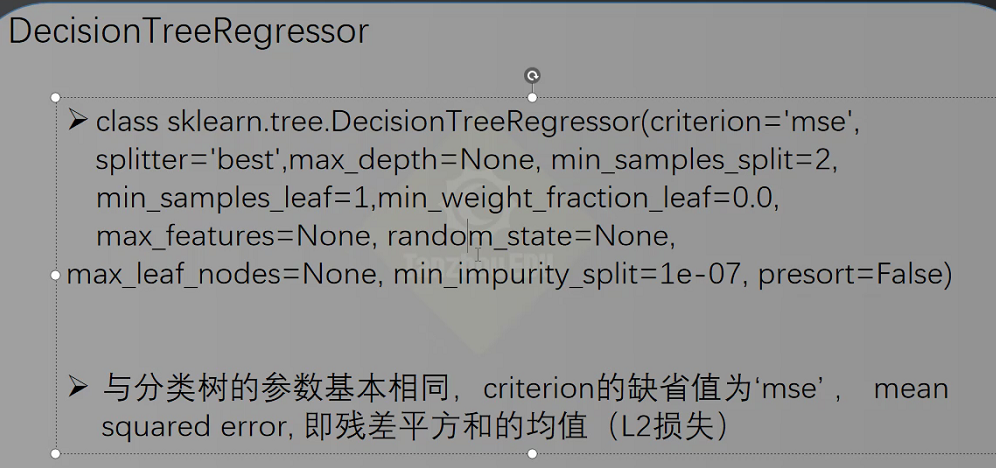 DecisionTreeRegressor
➢ class sklearn.tree.DecisionTreeRegressor(criterion='mse',
splitter='best',max_depth=None, min_samples_split=2,
min_samples_leaf=1,min_weight_fraction_leaf=0.0,
max_features=None, random_state=None,
max_leaf_nodes=None, min_impurity_split=1e-07, presort=False)
➢ 与分类树的参数基本相同，criterion的缺省值为‘mse’， mean
squared error, 即残差平方和的均值（L2损失）